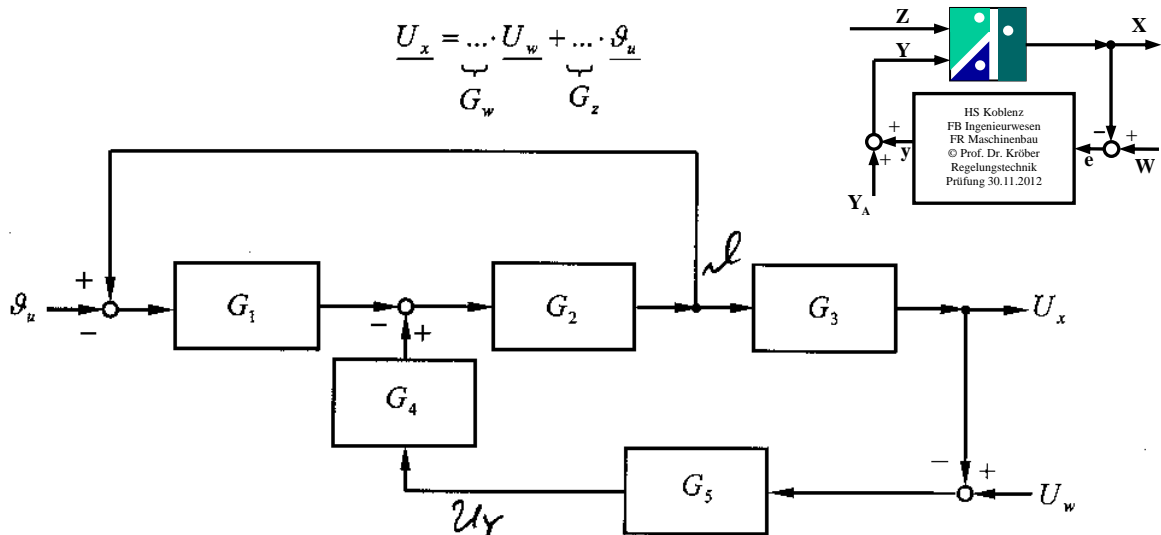 U_x = ...· U_w + ...· ϑ_u
G_w G_z
Z
Y
X
+
y
+
Y_A
HS Koblenz
FB Ingenieurwesen
FR Maschinenbau
© Prof. Dr. Kröber
Regelungstechnik
Prüfung 30.11.2012
−
+
e
W
ϑ_u
+
−
G_1
−
+
G_2
ϑ
G_3
U_x
G_4
G_5
U_Y
−
+
U_w